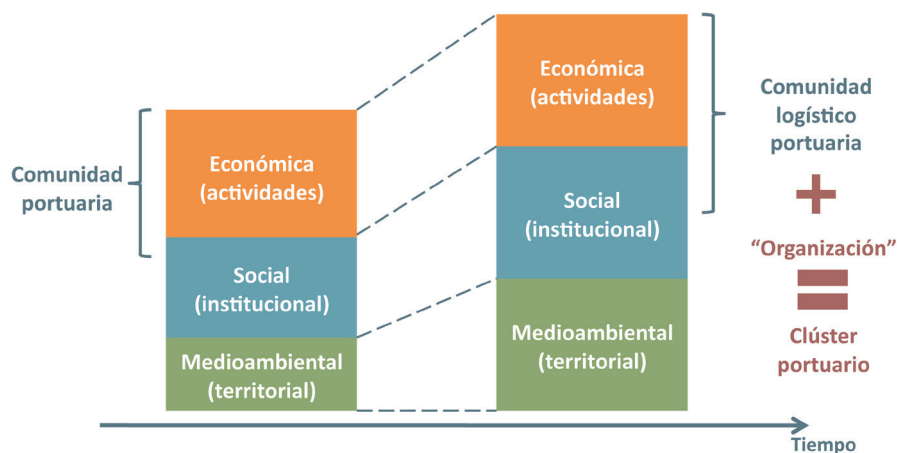 Comunidad
portuaria
Económica
(actividades)
Social
(institucional)
Medioambiental
(territorial)
Económica
(actividades)
Social
(institucional)
Medioambiental
(territorial)
Comunidad
logístico
portuaria
+
“Organización”
=
Clúster
portuario
Tiempo